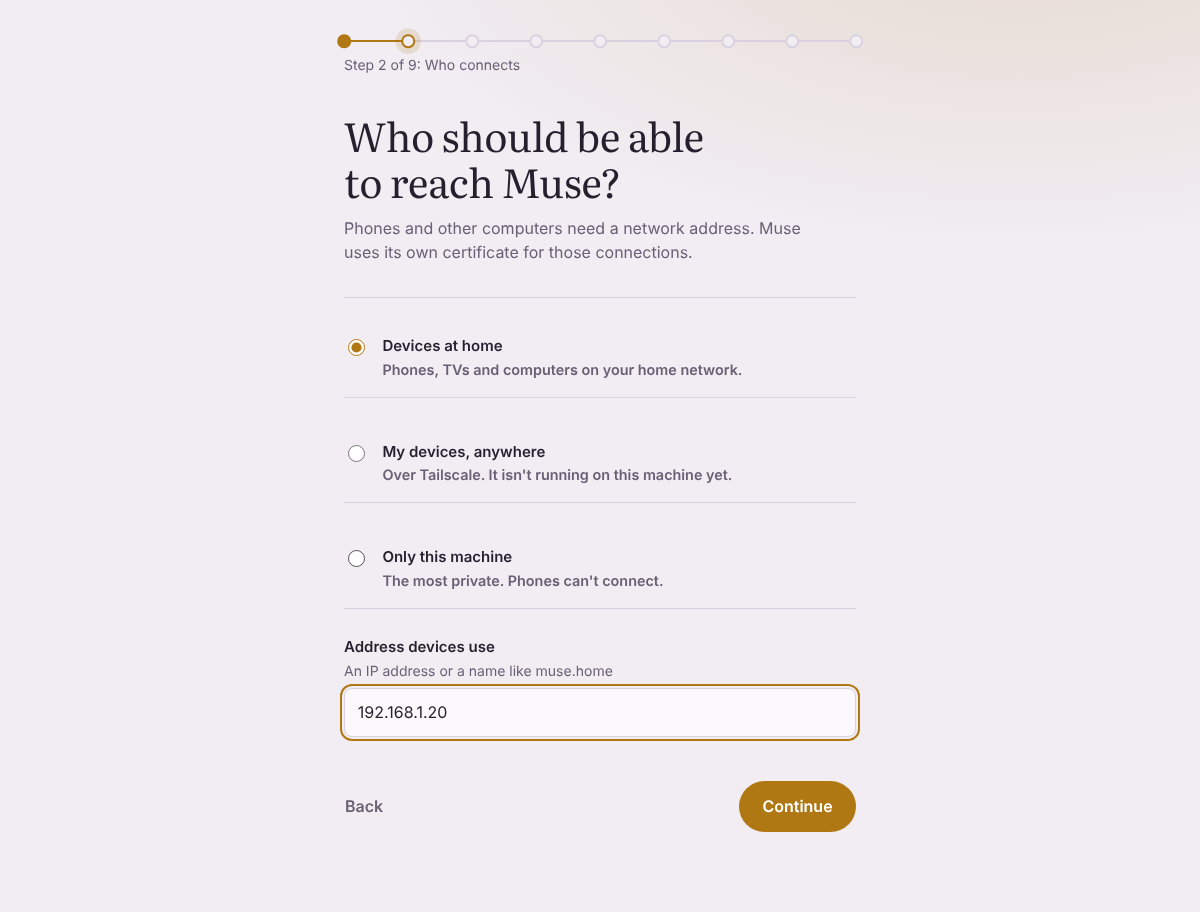 Step 2 of 9: Who connects
Who should be able
to reach Muse?
Phones and other computers need a network address. Muse
uses its own certificate for those connections.
Devices at home
Phones, TVs and computers on your home network.
My devices, anywhere
Over Tailscale. It isn't running on this machine yet.
Only this machine
The most private. Phones can't connect.
Address devices use
An IP address or a name like muse.home
192.168.1.20
Back
Continue